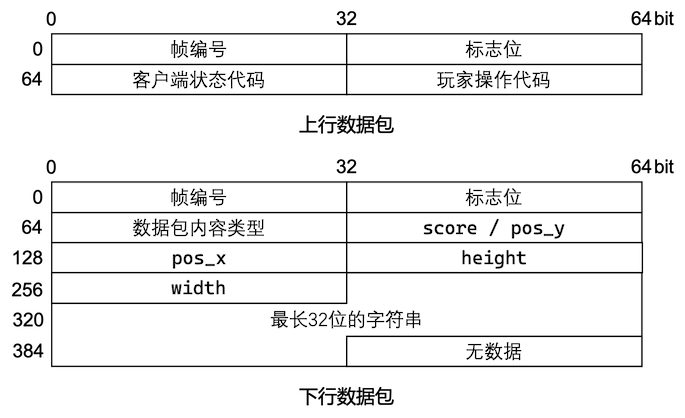 0 32 64 bit
0 帧编号 标志位
64 客户端状态代码 玩家操作代码
上行数据包
0 32 64 bit
0 帧编号 标志位
64 数据包内容类型 score / pos_y
128 pos_x height
256 width
320 最长32位的字符串
384 无数据
下行数据包